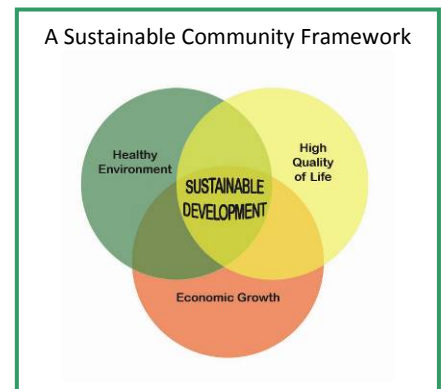 A Sustainable Community Framework
Healthy
Environment
High
Quality
of Life
SUSTAINABLE
DEVELOPMENT
Economic Growth